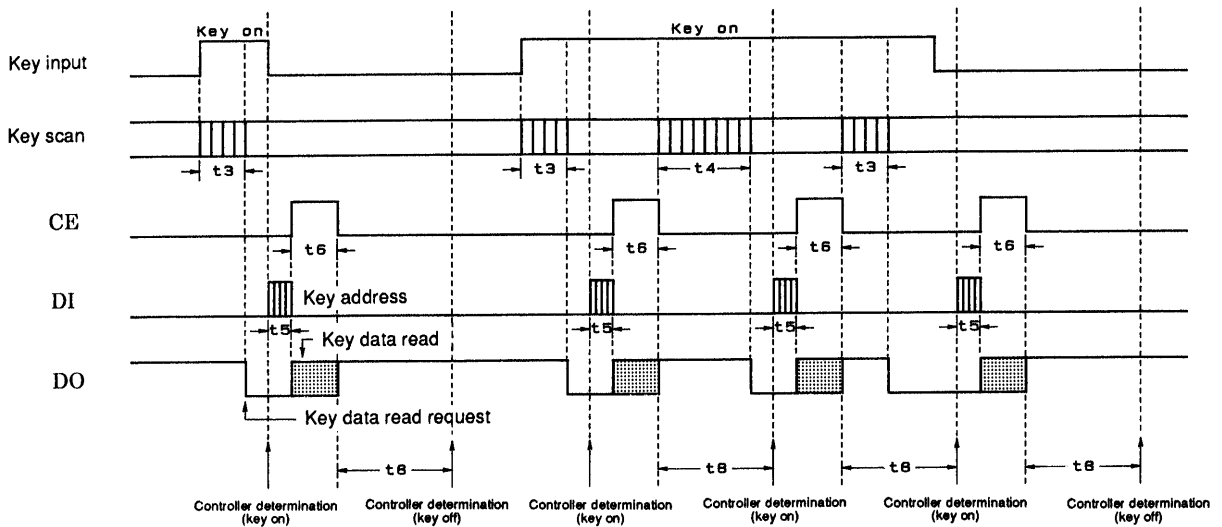 Key on
Key on
Key input
Key scan
t3
t3
t4
t3
CE
t6
t6
t6
t6
DI
Key address
t5
t5
t5
t5
Key data read
DO
Key data read request
t8
t8
t8
t8
Controller determination
(key on)
Controller determination
(key off)
Controller determination
(key on)
Controller determination
(key on)
Controller determination
(key on)
Controller determination
(key off)